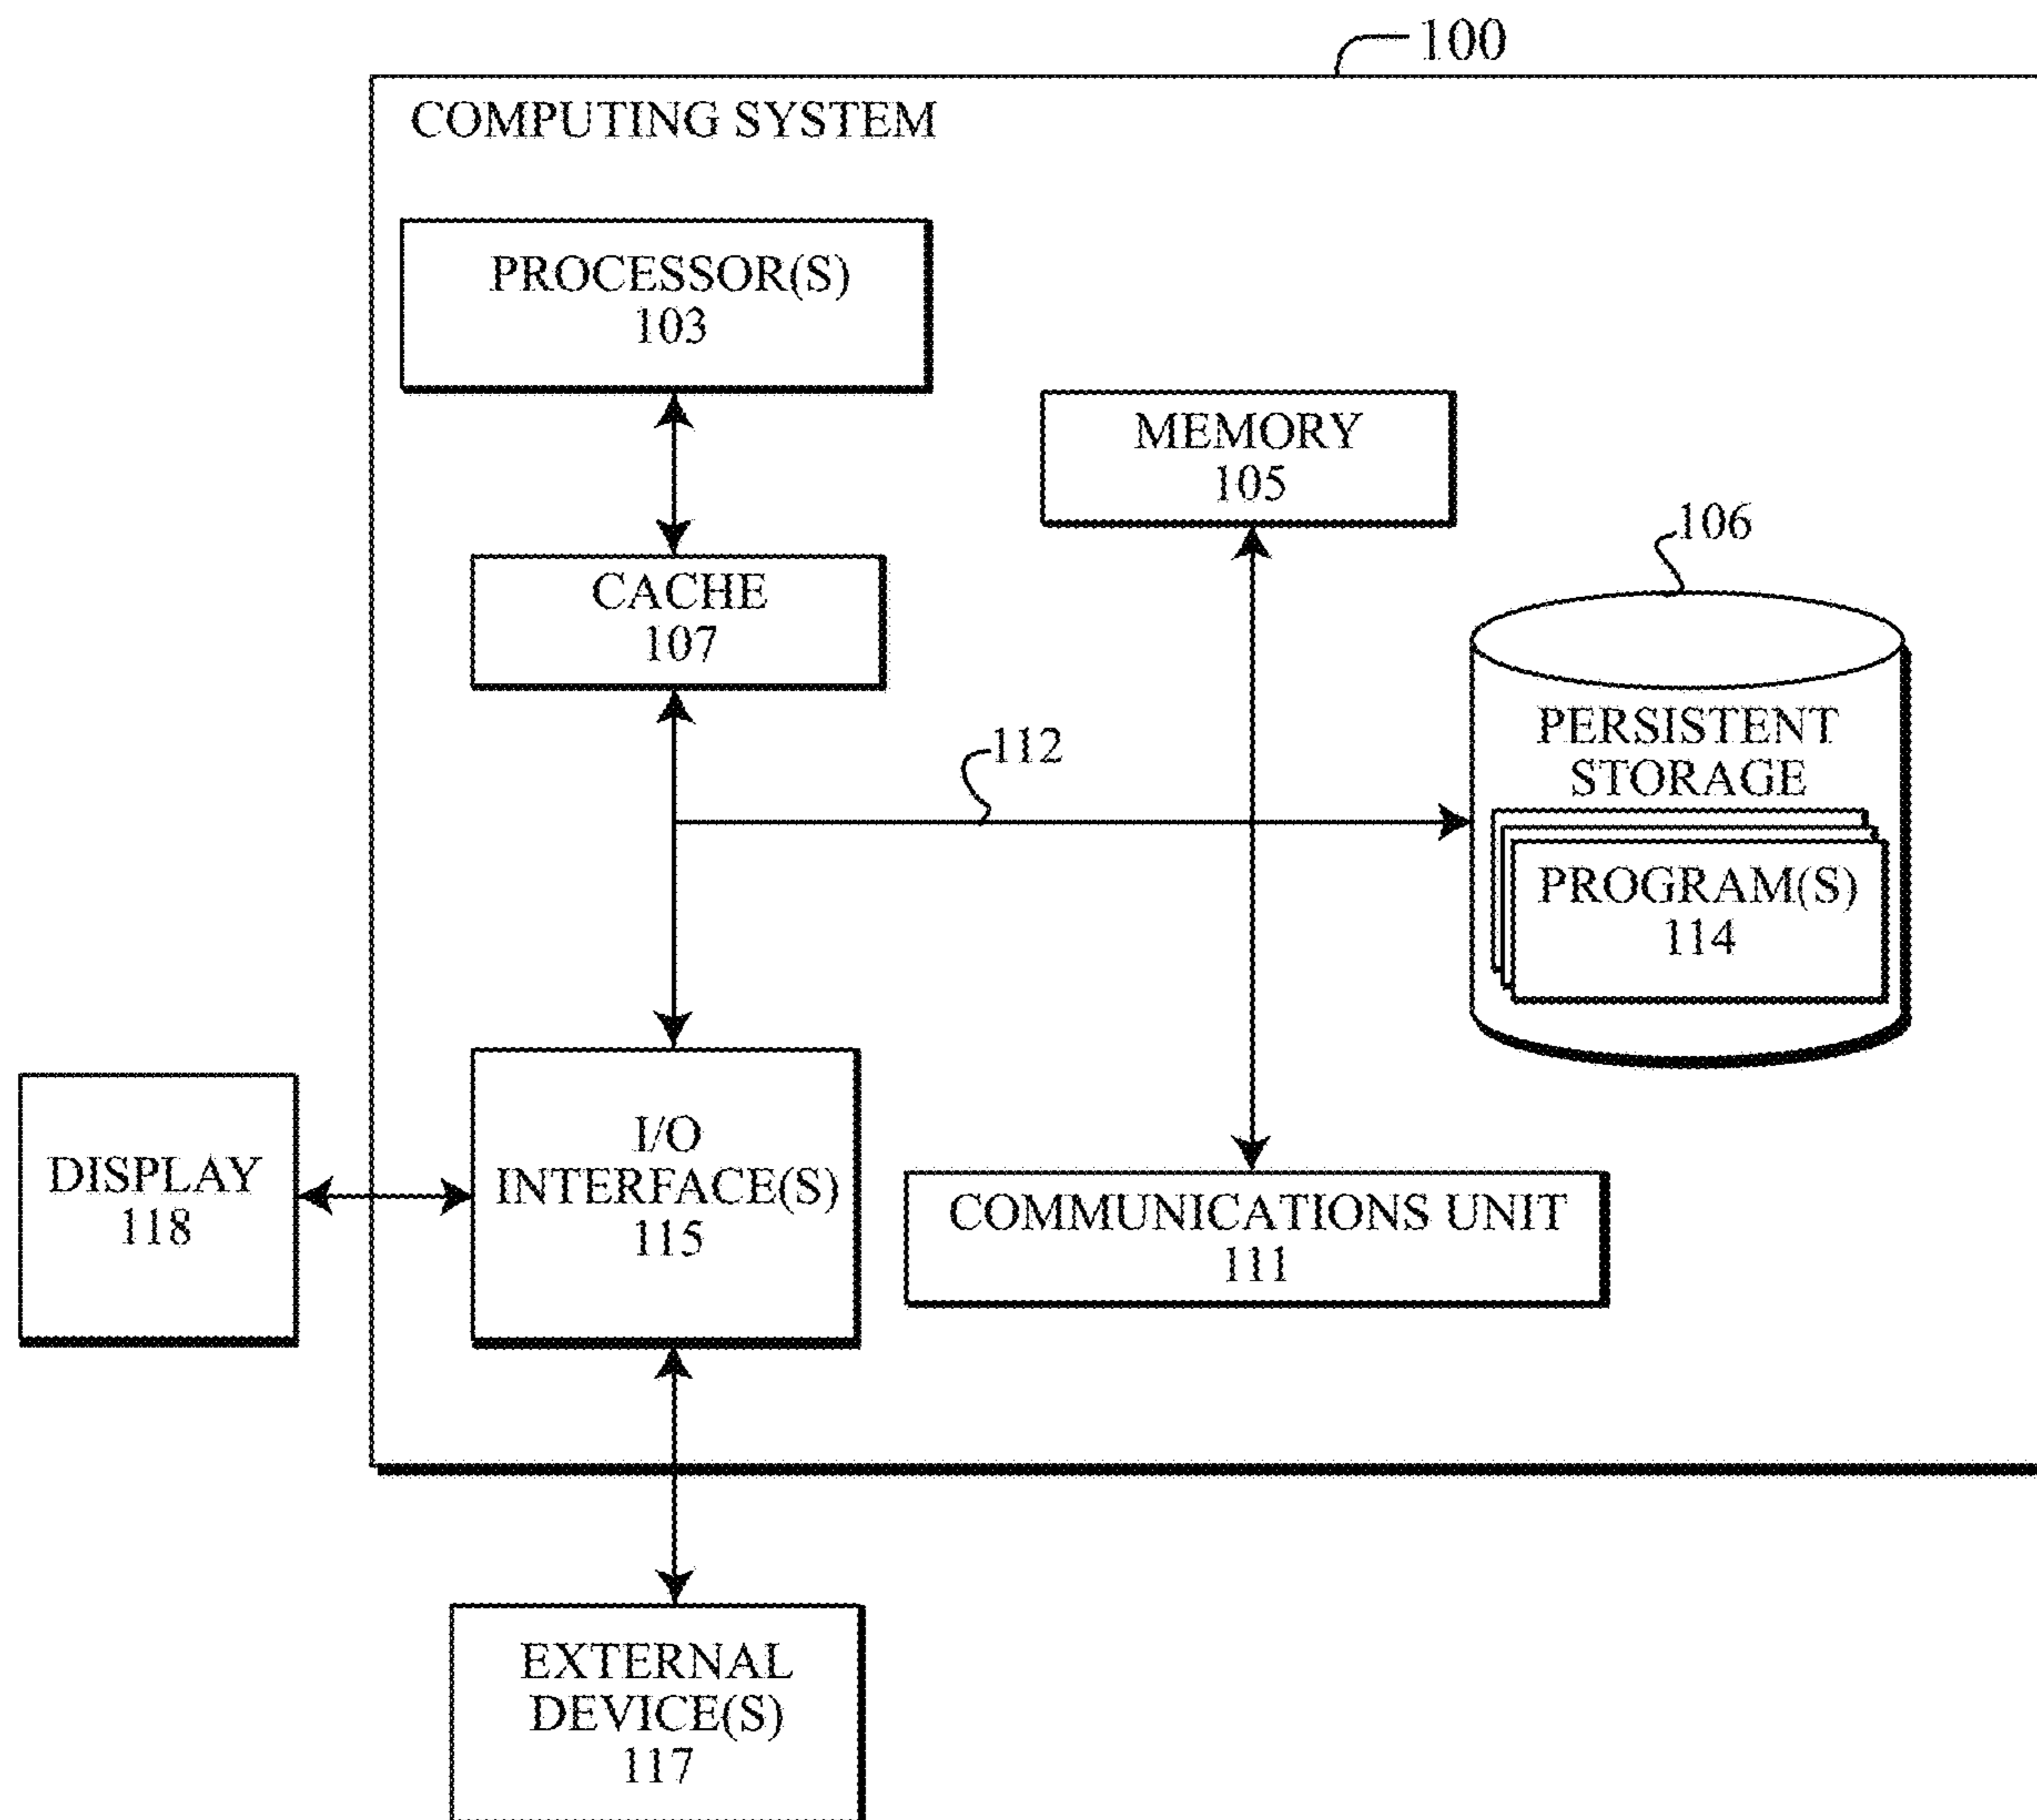 100
COMPUTING SYSTEM
PROCESSOR(S)
103
MEMORY
105
106
CACHE
107
112
PERSISTENT
STORAGE
PROGRAM(S)
114
I/O
INTERFACE(S)
115
DISPLAY
118
COMMUNICATIONS UNIT
111
EXTERNAL
DEVICE(S)
117